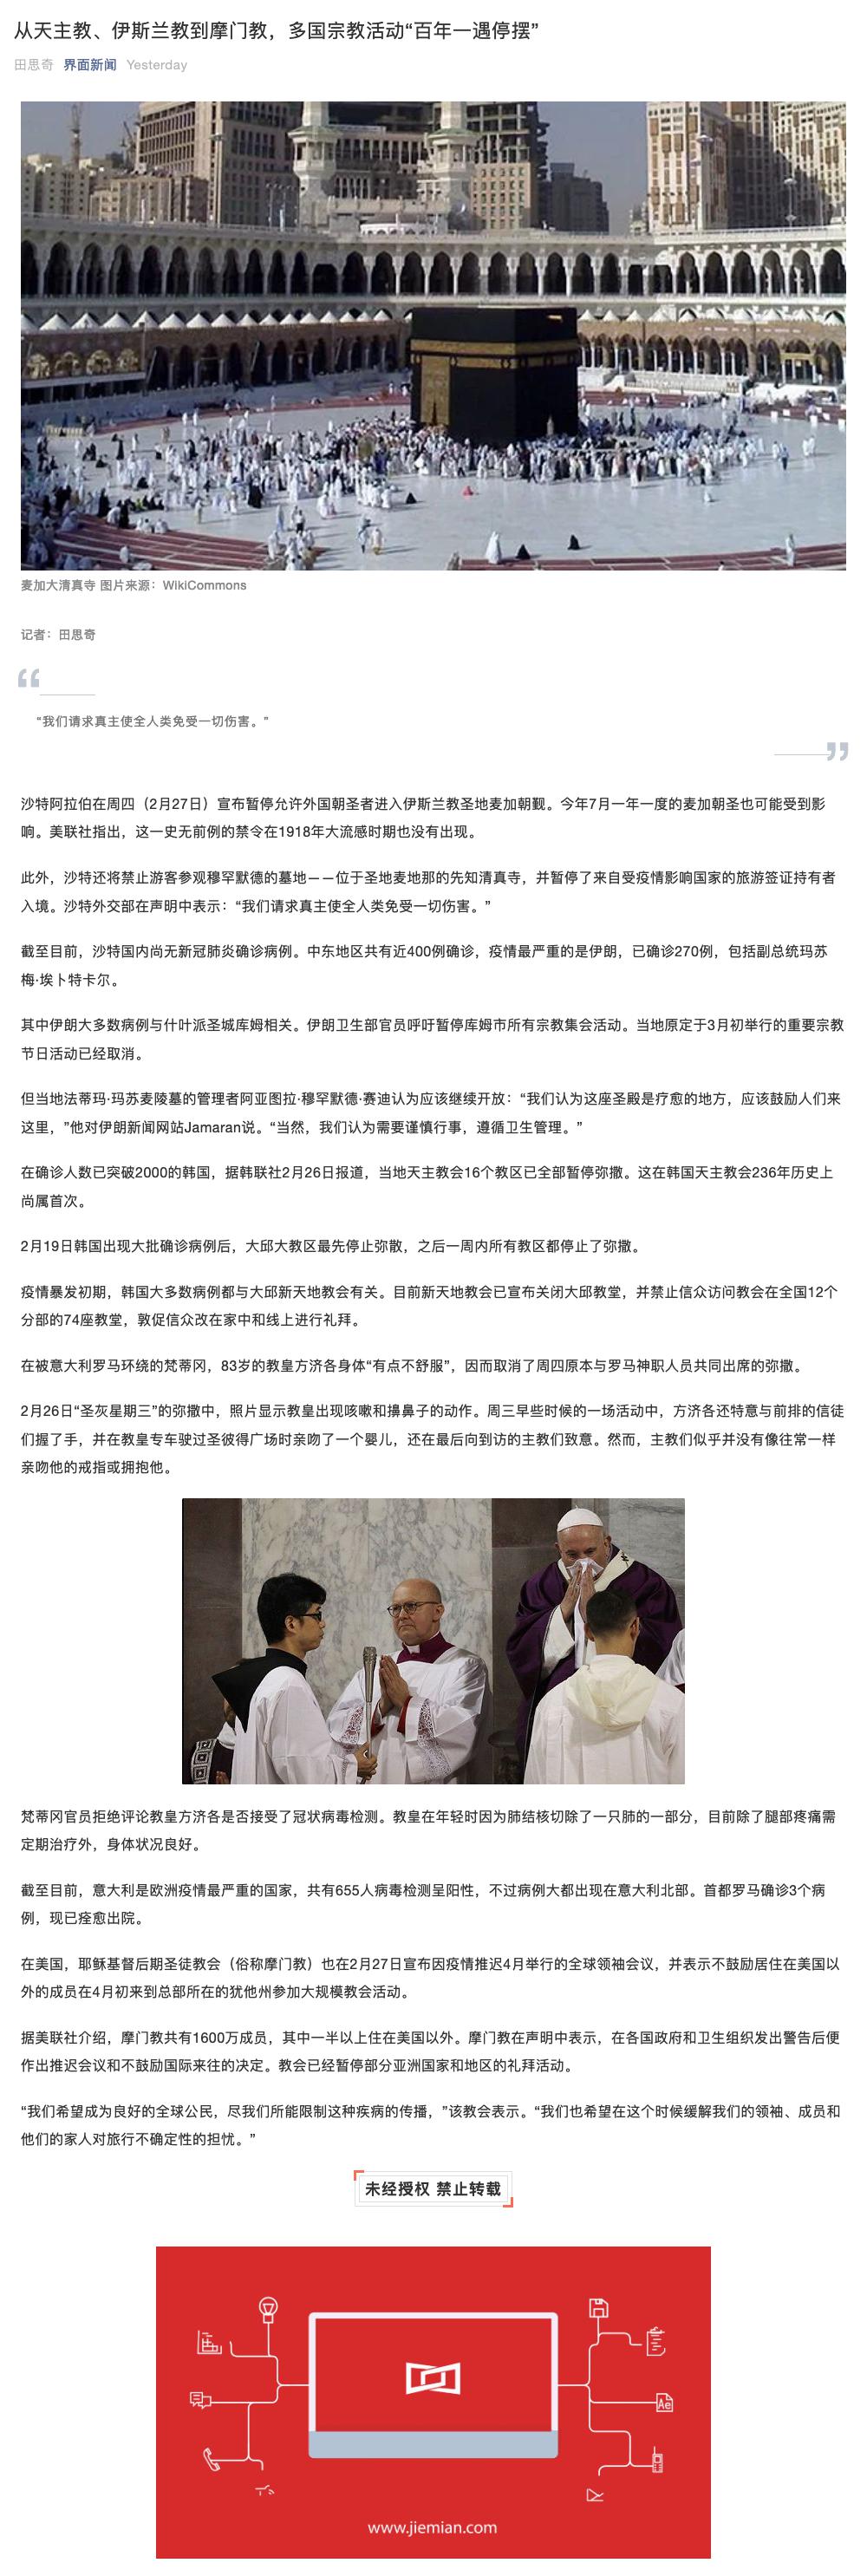 从天主教、伊斯兰教到摩门教，多国宗教活动“百年一遇停摆”
田思奇 界面新闻 Yesterday
麦加大清真寺 图片来源：WikiCommons
记者：田思奇
“我们请求真主使全人类免受一切伤害。”
沙特阿拉伯在周四（2月27日）宣布暂停允许外国朝圣者进入伊斯兰教圣地麦加朝觐。今年7月一年一度的麦加朝圣也可能受到影
响。美联社指出，这一史无前例的禁令在1918年大流感时期也没有出现。
此外，沙特还将禁止游客参观穆罕默德的墓地——位于圣地麦地那的先知清真寺，并暂停了来自受疫情影响国家的旅游签证持有者
入境。沙特外交部在声明中表示：“我们请求真主使全人类免受一切伤害。”
截至目前，沙特国内尚无新冠肺炎确诊病例。中东地区共有近400例确诊，疫情最严重的是伊朗，已确诊270例，包括副总统玛苏
梅·埃卜特卡尔。
其中伊朗大多数病例与什叶派圣城库姆相关。伊朗卫生部官员呼吁暂停库姆市所有宗教集会活动。当地原定于3月初举行的重要宗教
节日活动已经取消。
但当地法蒂玛·玛苏麦陵墓的管理者阿亚图拉·穆罕默德·赛迪认为应该继续开放：“我们认为这座圣殿是疗愈的地方，应该鼓励人们来
这里，”他对伊朗新闻网站Jamaran说。“当然，我们认为需要谨慎行事，遵循卫生管理。”
在确诊人数已突破2000的韩国，据韩联社2月26日报道，当地天主教会16个教区已全部暂停弥撒。这在韩国天主教会236年历史上
尚属首次。
2月19日韩国出现大批确诊病例后，大邱大教区最先停止弥散，之后一周内所有教区都停止了弥撒。
疫情暴发初期，韩国大多数病例都与大邱新天地教会有关。目前新天地教会已宣布关闭大邱教堂，并禁止信众访问教会在全国12个
分部的74座教堂，敦促信众改在家中和线上进行礼拜。
在被意大利罗马环绕的梵蒂冈，83岁的教皇方济各身体“有点不舒服”，因而取消了周四原本与罗马神职人员共同出席的弥撒。
2月26日“圣灰星期三”的弥撒中，照片显示教皇出现咳嗽和擤鼻子的动作。周三早些时候的一场活动中，方济各还特意与前排的信徒
们握了手，并在教皇专车驶过圣彼得广场时亲吻了一个婴儿，还在最后向到访的主教们致意。然而，主教们似乎并没有像往常一样
亲吻他的戒指或拥抱他。
梵蒂冈官员拒绝评论教皇方济各是否接受了冠状病毒检测。教皇在年轻时因为肺结核切除了一只肺的一部分，目前除了腿部疼痛需
定期治疗外，身体状况良好。
截至目前，意大利是欧洲疫情最严重的国家，共有655人病毒检测呈阳性，不过病例大都出现在意大利北部。首都罗马确诊3个病
例，现已痊愈出院。
在美国，耶稣基督后期圣徒教会（俗称摩门教）也在2月27日宣布因疫情推迟4月举行的全球领袖会议，并表示不鼓励居住在美国以
外的成员在4月初来到总部所在的犹他州参加大规模教会活动。
据美联社介绍，摩门教共有1600万成员，其中一半以上住在美国以外。摩门教在声明中表示，在各国政府和卫生组织发出警告后便
作出推迟会议和不鼓励国际来往的决定。教会已经暂停部分亚洲国家和地区的礼拜活动。
“我们希望成为良好的全球公民，尽我们所能限制这种疾病的传播，”该教会表示。“我们也希望在这个时候缓解我们的领袖、成员和
他们的家人对旅行不确定性的担忧。”
未经授权 禁止转载
Ae
www.jiemian.com